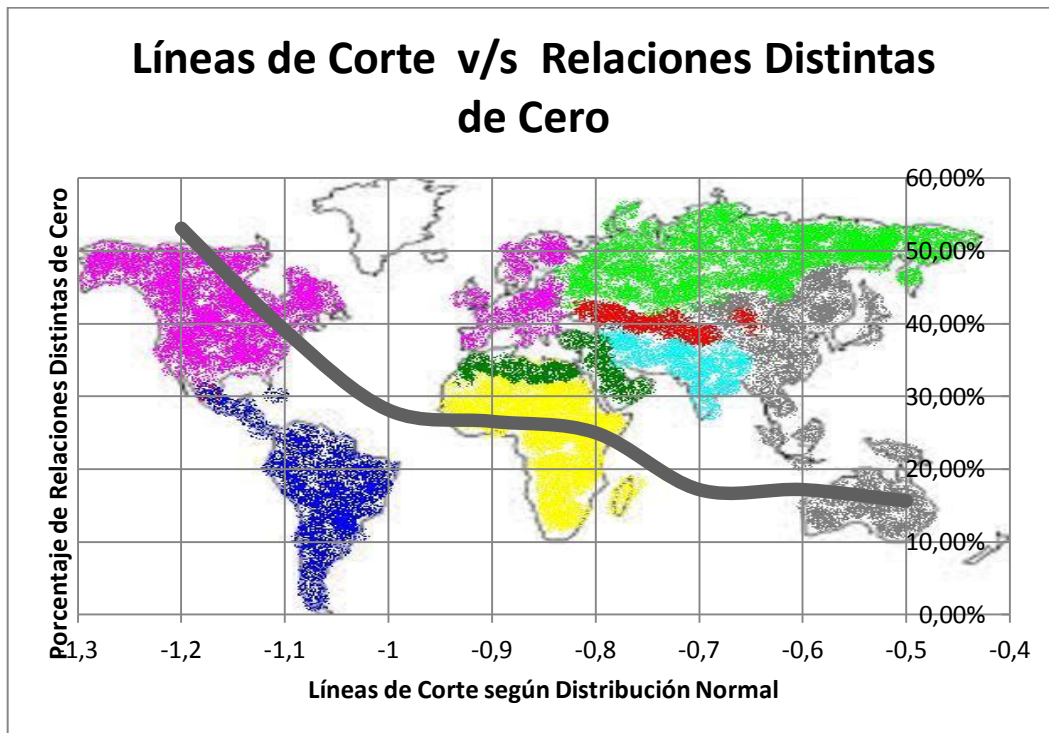 Líneas de Corte v/s Relaciones Distintas
de Cero
Porcentaje de Relaciones Distintas de Cero
60,00%
50,00%
40,00%
30,00%
20,00%
10,00%
0,00%
-1,3 -1,2 -1,1 -1 -0,9 -0,8 -0,7 -0,6 -0,5 -0,4
Líneas de Corte según Distribución Normal